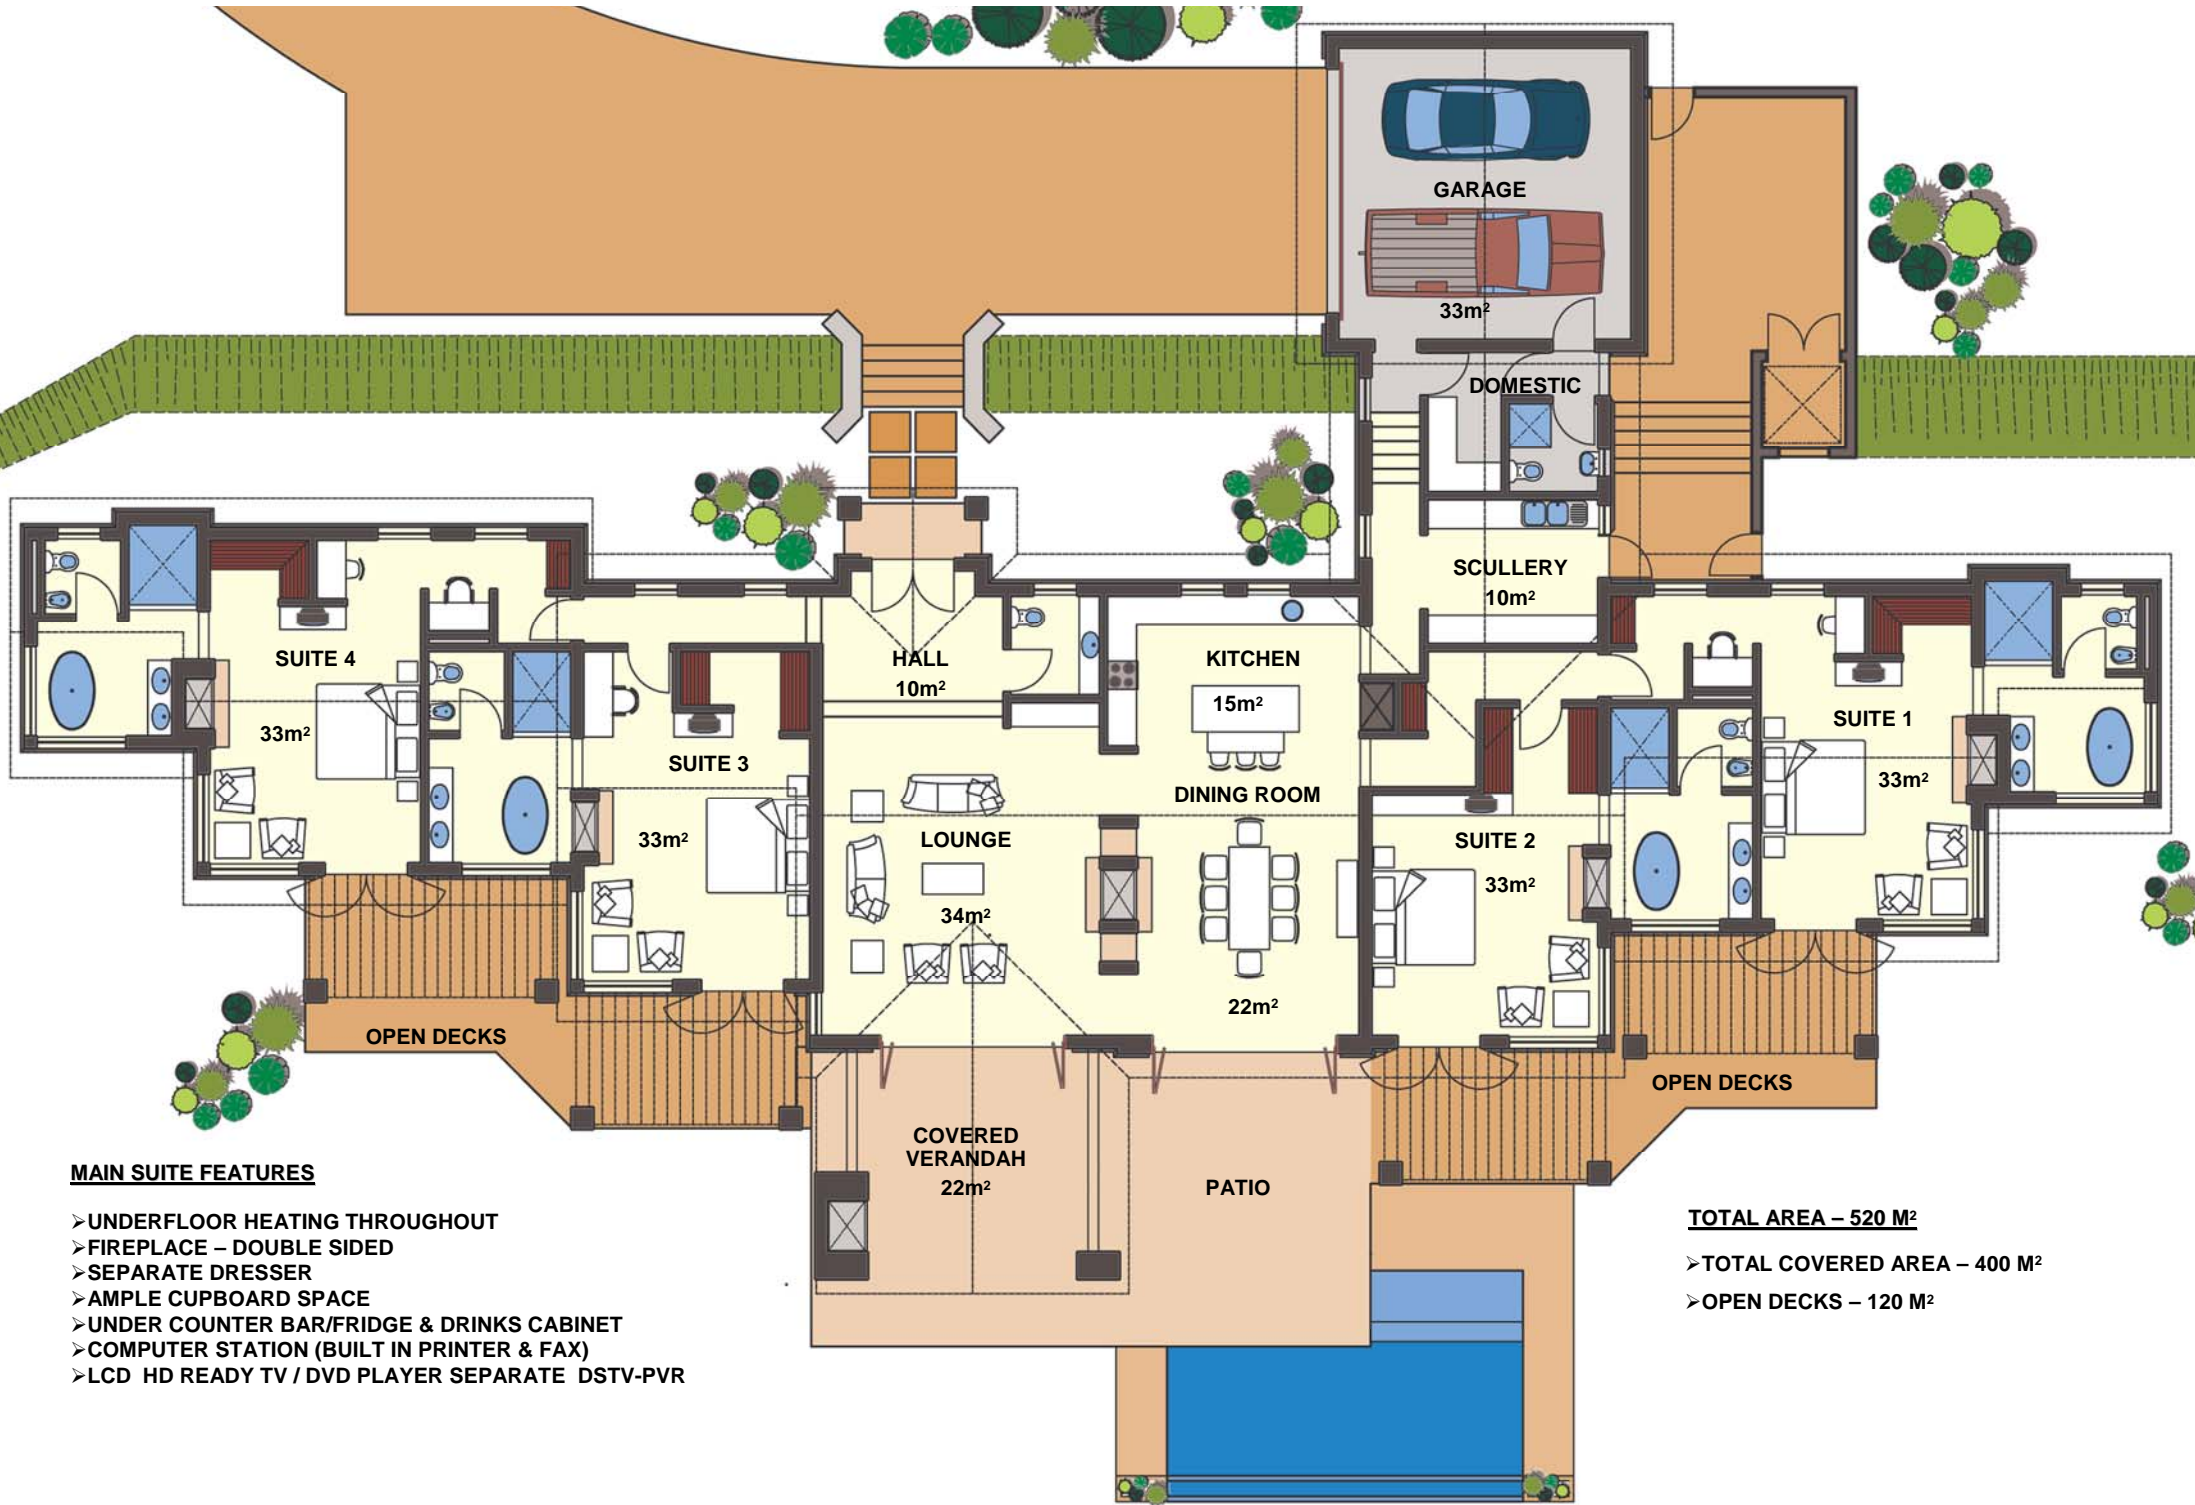 GARAGE
33m²
DOMESTIC
SCULLERY
10m²
SUITE 4
33m²
HALL
10m²
KITCHEN
15m²
SUITE 1
33m²
SUITE 3
33m²
DINING ROOM
22m²
LOUNGE
34m²
SUITE 2
33m²
OPEN DECKS
OPEN DECKS
COVERED
VERANDAH
22m²
PATIO
MAIN SUITE FEATURES
➢UNDERFLOOR HEATING THROUGHOUT
➢FIREPLACE – DOUBLE SIDED
➢SEPARATE DRESSER
➢AMPLE CUPBOARD SPACE
➢UNDER COUNTER BAR/FRIDGE & DRINKS CABINET
➢COMPUTER STATION (BUILT IN PRINTER & FAX)
➢LCD HD READY TV / DVD PLAYER SEPARATE DSTV-PVR
TOTAL AREA – 520 M²
➢TOTAL COVERED AREA – 400 M²
➢OPEN DECKS – 120 M²